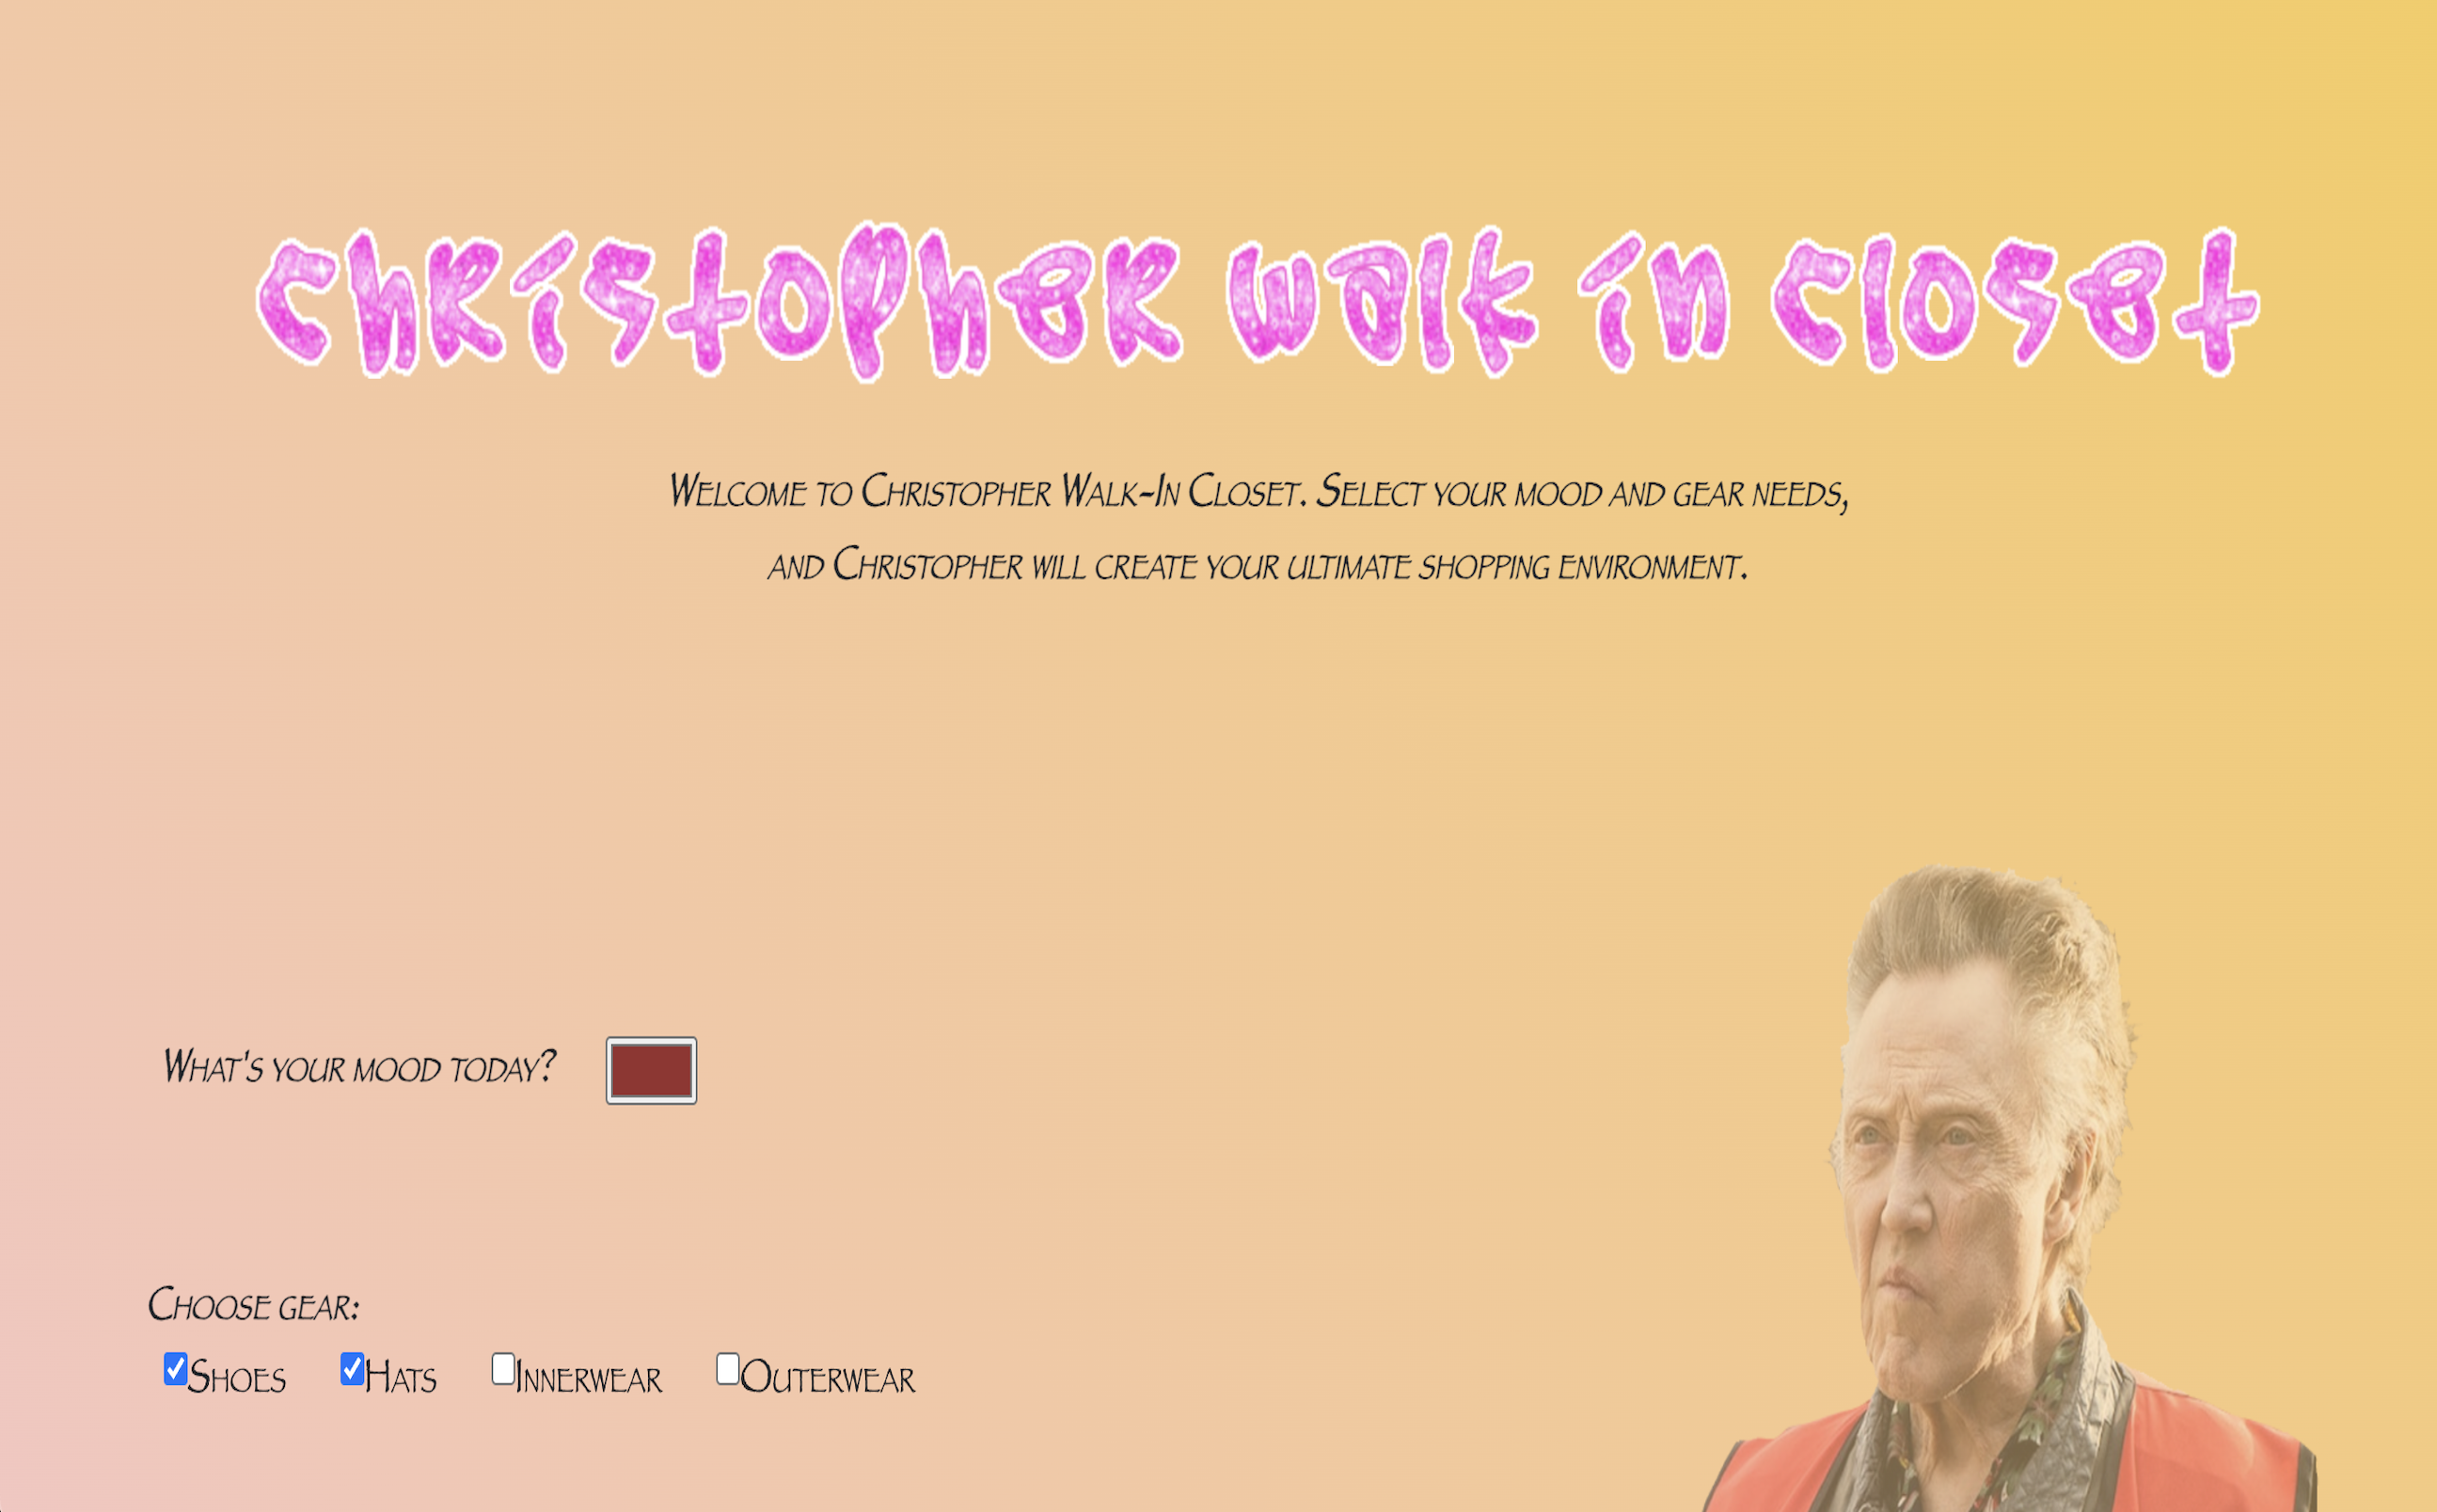 christopher walk in closet
Welcome to Christopher Walk-In Closet. Select your mood and gear needs,
and Christopher will create your ultimate shopping environment.
What's your mood today?
Choose gear:
Shoes Hats Innerwear Outerwear